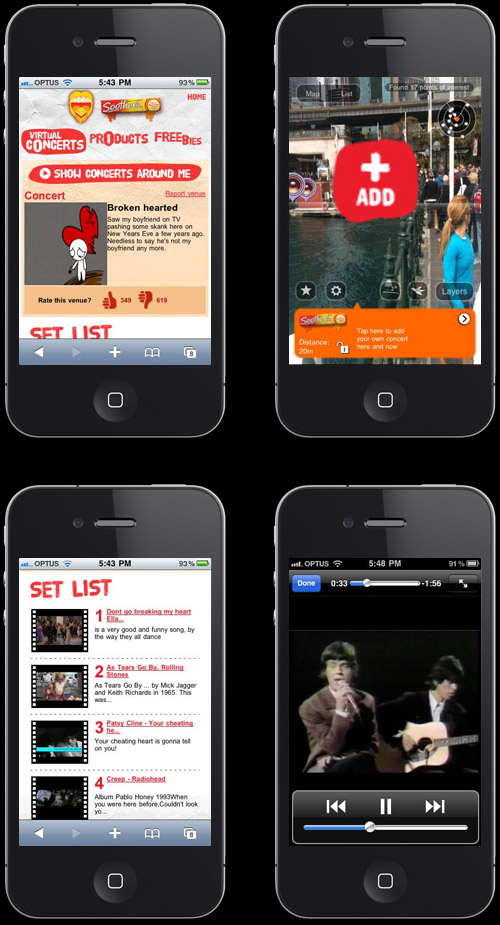 OPTUS 5:43 PM 93%
HOME
Soothers
VIRTUAL CONCERTS PRODUCTS FREEBIES
SHOW CONCERTS AROUND ME
Concert Report venue
Broken hearted
Saw my boyfriend on TV
pashing some skank here on
New Years Eve a few years ago.
Needless to say he's not my
boyfriend any more.
Rate this venue? 349 619
SET LIST
8
Found 17 points of interest
Map List
+
ADD
Layers
Soothers
Distance:
20m
Tap here to add
your own concert
here and now
OPTUS 5:43 PM 93%
SET LIST
1 Dont go breaking my heart
Ella...
is a very good and funny song, by
the way they all dance
2 As Tears Go By, Rolling
Stones
As Tears Go By ... by Mick Jagger
and Keith Richards in 1965. This
was...
3 Patsy Cline - Your cheating
he...
Your cheating heart is gonna tell
on you!
4 Creep - Radiohead
Album Pablo Honey 1993When
you were here before,Couldn't look
yo...
8
OPTUS 5:48 PM 91%
Done 0:33 -1:56